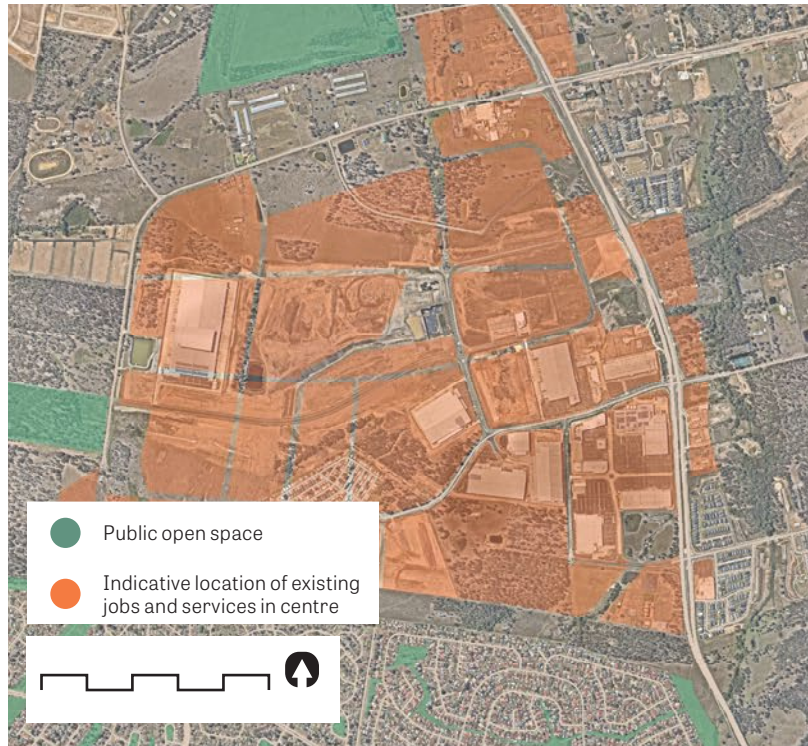 Public open space
Indicative location of existing
jobs and services in centre